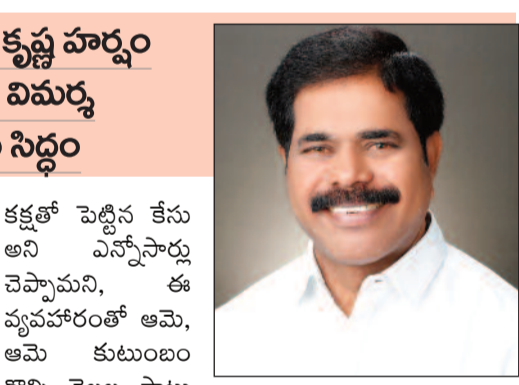 కృష్ణ హర్షం
విమర్శ
సిద్ధం
కక్షతో పెట్టిన కేసు
అని ఎన్నోసార్లు
చెప్పామని, ఈ
వ్యవహారంతో ఆమె,
ఆమె కుటుంబం